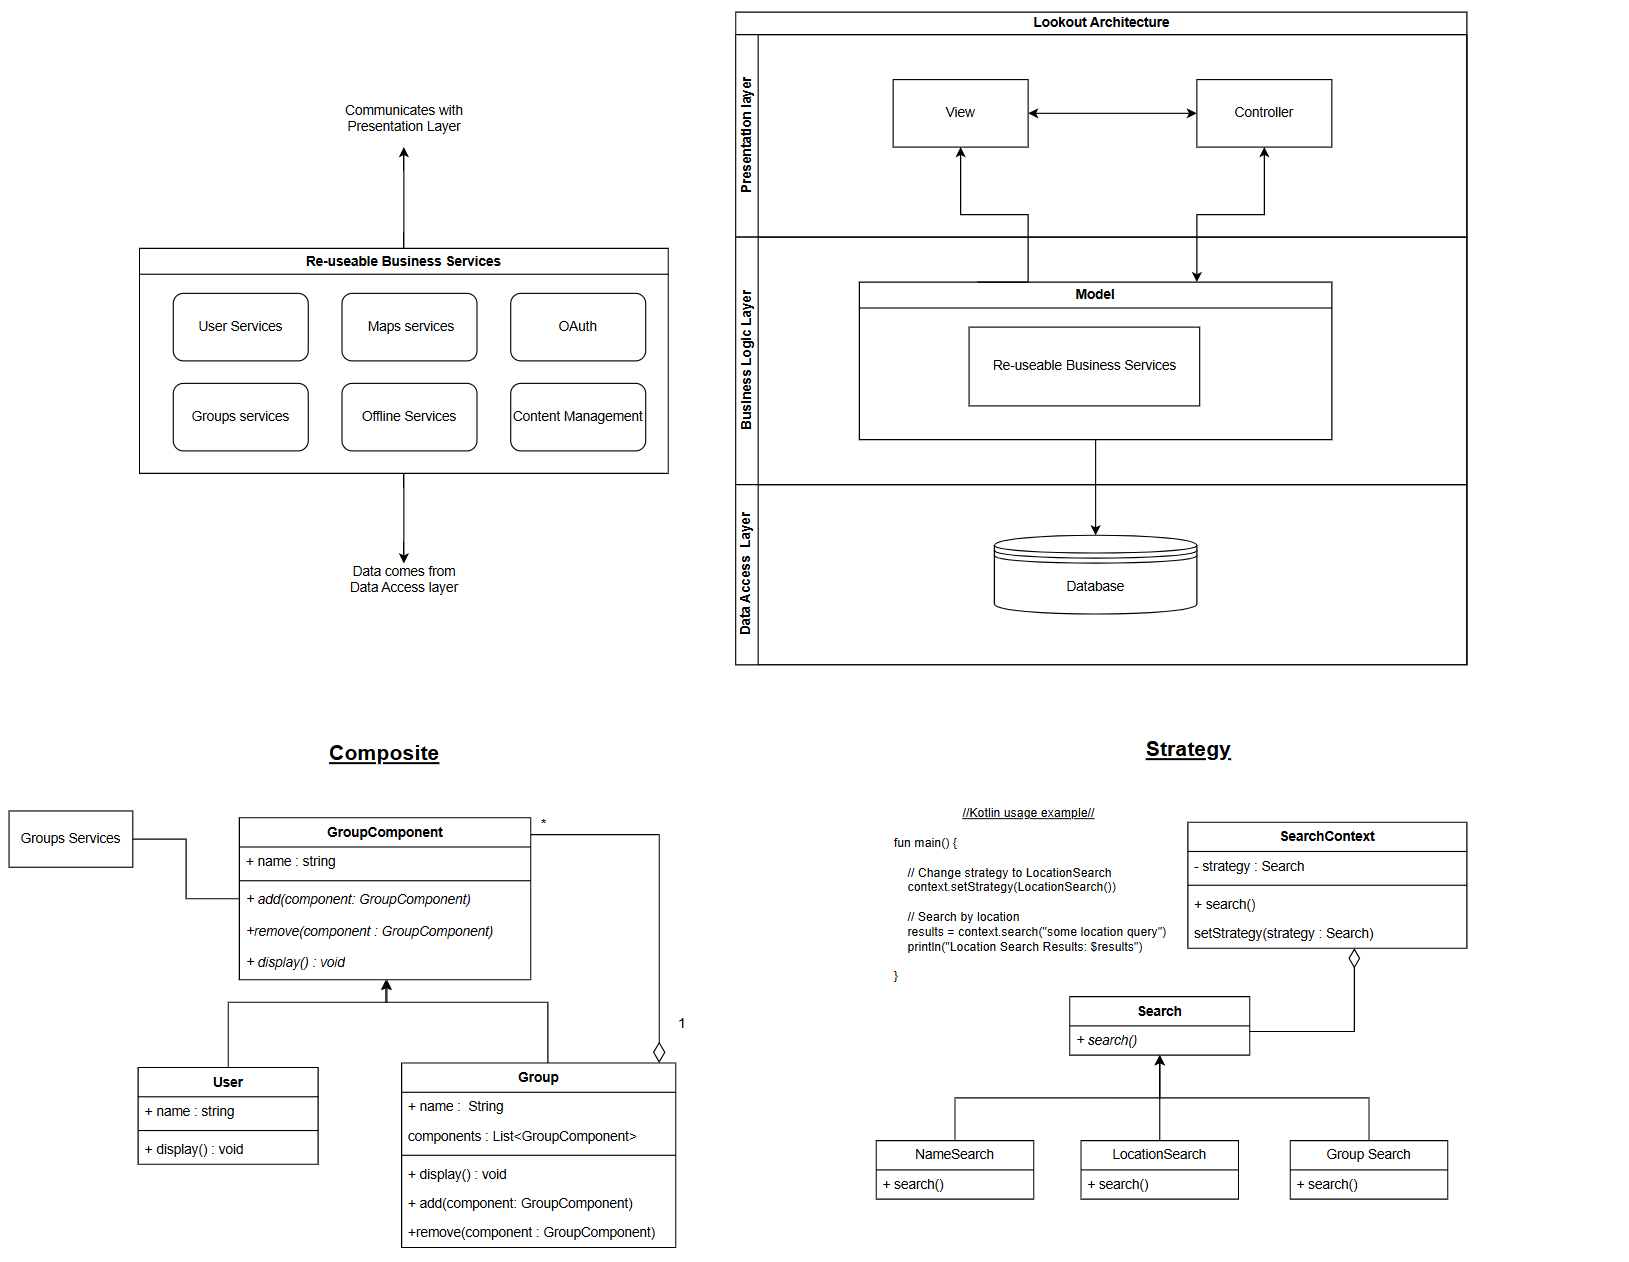 Communicates with
Presentation Layer
Re-useable Business Services
User Services
Maps services
OAuth
Groups services
Offline Services
Content Management
Data comes from
Data Access layer
Lookout Architecture
Presentation layer
View
Controller
Business Logic Layer
Model
Re-useable Business Services
Data Access Layer
Database
Composite
Groups Services
GroupComponent
+ name : string
+ add(component: GroupComponent)
+remove(component : GroupComponent)
+ display() : void
*
1
User
+ name : string
+ display() : void
Group
+ name : String
components : List<GroupComponent>
+ display() : void
+ add(component: GroupComponent)
+remove(component : GroupComponent)
Strategy
//Kotlin usage example//
fun main() {
// Change strategy to LocationSearch
context.setStrategy(LocationSearch())
// Search by location
results = context.search("some location query")
println("Location Search Results: $results")
}
SearchContext
- strategy : Search
+ search()
setStrategy(strategy : Search)
Search
+ search()
NameSearch
+ search()
LocationSearch
+ search()
Group Search
+ search()